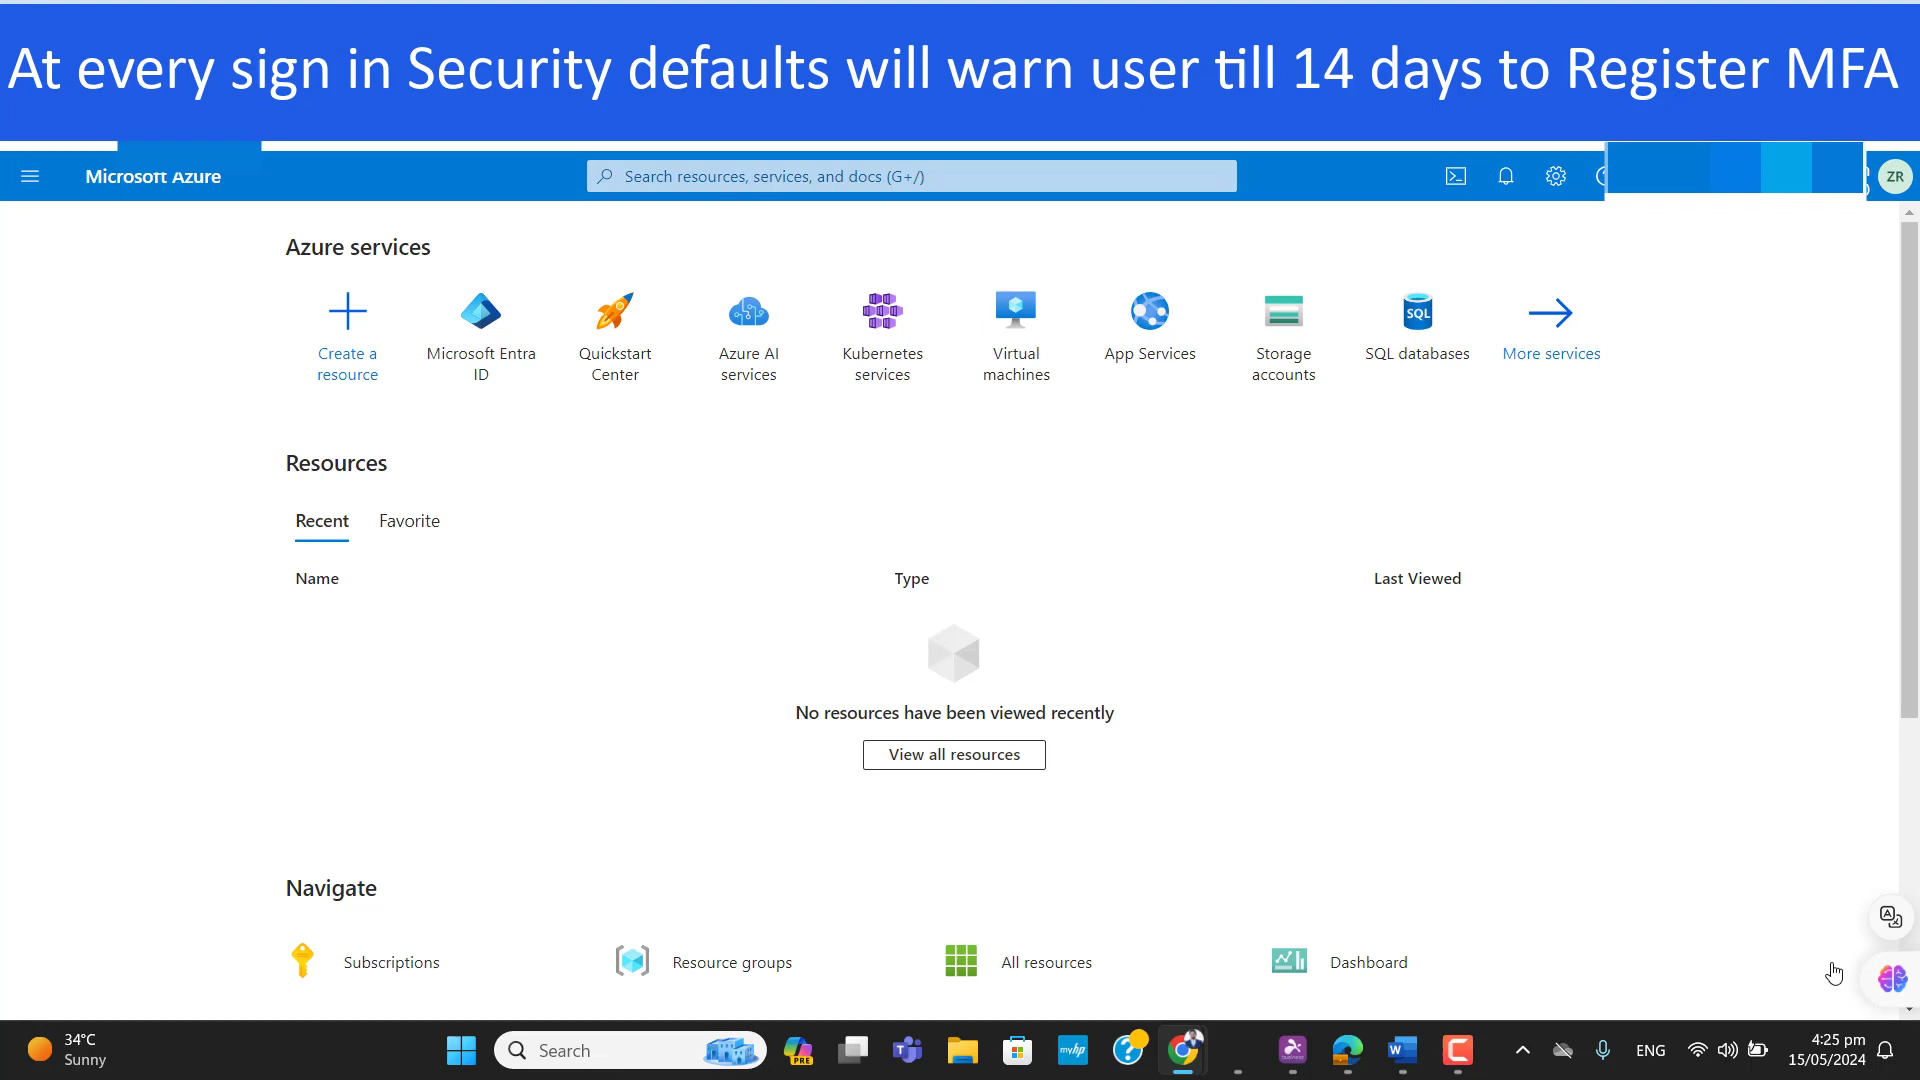 At every sign in Security defaults will warn user till 14 days to Register MFA
Microsoft Azure
Search resources, services, and docs (G+/)
ZR
Azure services
Create a resource
Microsoft Entra ID
Quickstart Center
Azure AI services
Kubernetes services
Virtual machines
App Services
Storage accounts
SQL
SQL databases
More services
Resources
Recent
Favorite
Name
Type
Last Viewed
No resources have been viewed recently
View all resources
Navigate
Subscriptions
Resource groups
All resources
Dashboard
34°C
Sunny
Search
PRE
myhp
ENG
4:25 pm
15/05/2024